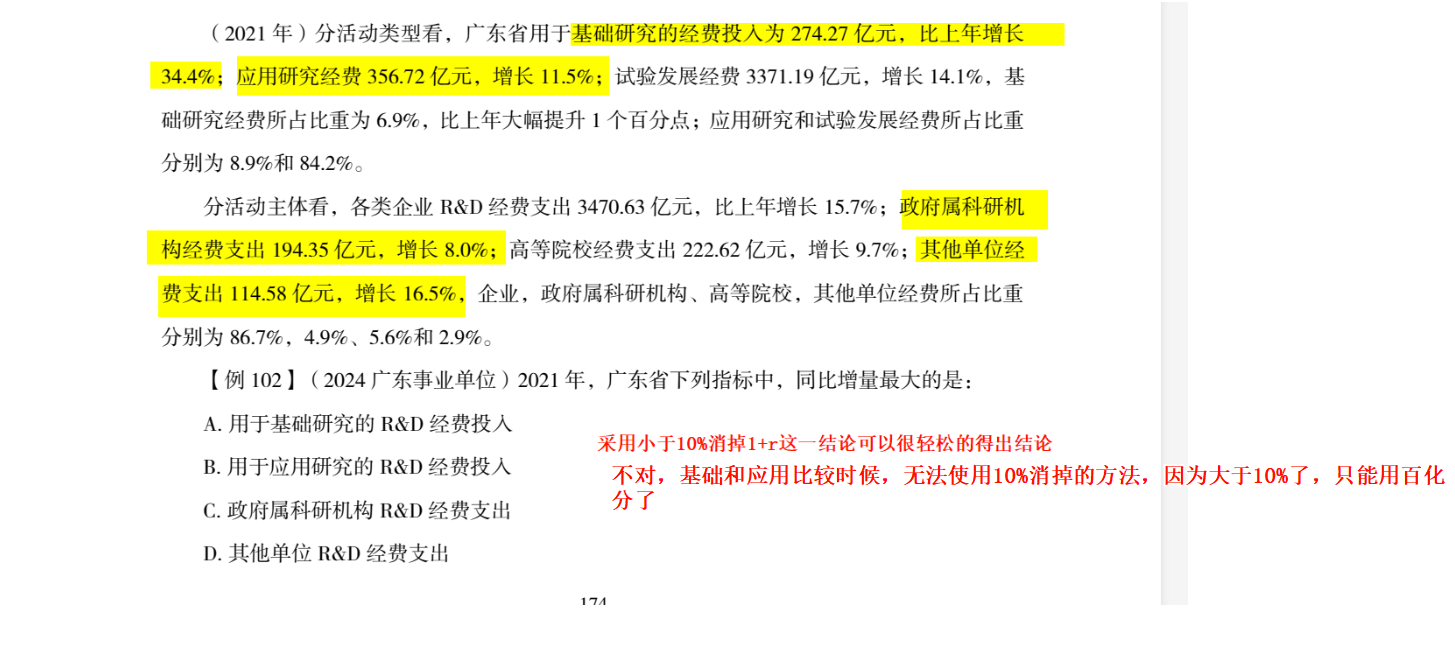 （2021 年）分活动类型看，广东省用于基础研究的经费投入为 274.27 亿元，比上年增长
34.4%；应用研究经费 356.72 亿元，增长 11.5%；试验发展经费 3371.19 亿元，增长 14.1%，基
础研究经费所占比重为 6.9%，比上年大幅提升 1 个百分点；应用研究和试验发展经费所占比重
分别为 8.9%和 84.2%。
分活动主体看，各类企业 R&D 经费支出 3470.63 亿元，比上年增长 15.7%；政府属科研机
构经费支出 194.35 亿元，增长 8.0%；高等院校经费支出 222.62 亿元，增长 9.7%；其他单位经
费支出 114.58 亿元，增长 16.5%，企业，政府属科研机构、高等院校，其他单位经费所占比重
分别为 86.7%，4.9%、5.6%和 2.9%。
【例 102】（2024 广东事业单位）2021 年，广东省下列指标中，同比增量最大的是：
A. 用于基础研究的 R&D 经费投入
采用小于10%消掉1+r这一结论可以很轻松的得出结论
B. 用于应用研究的 R&D 经费投入
不对，基础和应用比较时候，无法使用10%消掉的方法，因为大于10%了，只能用百化
分了
C. 政府属科研机构 R&D 经费支出
D. 其他单位 R&D 经费支出
174